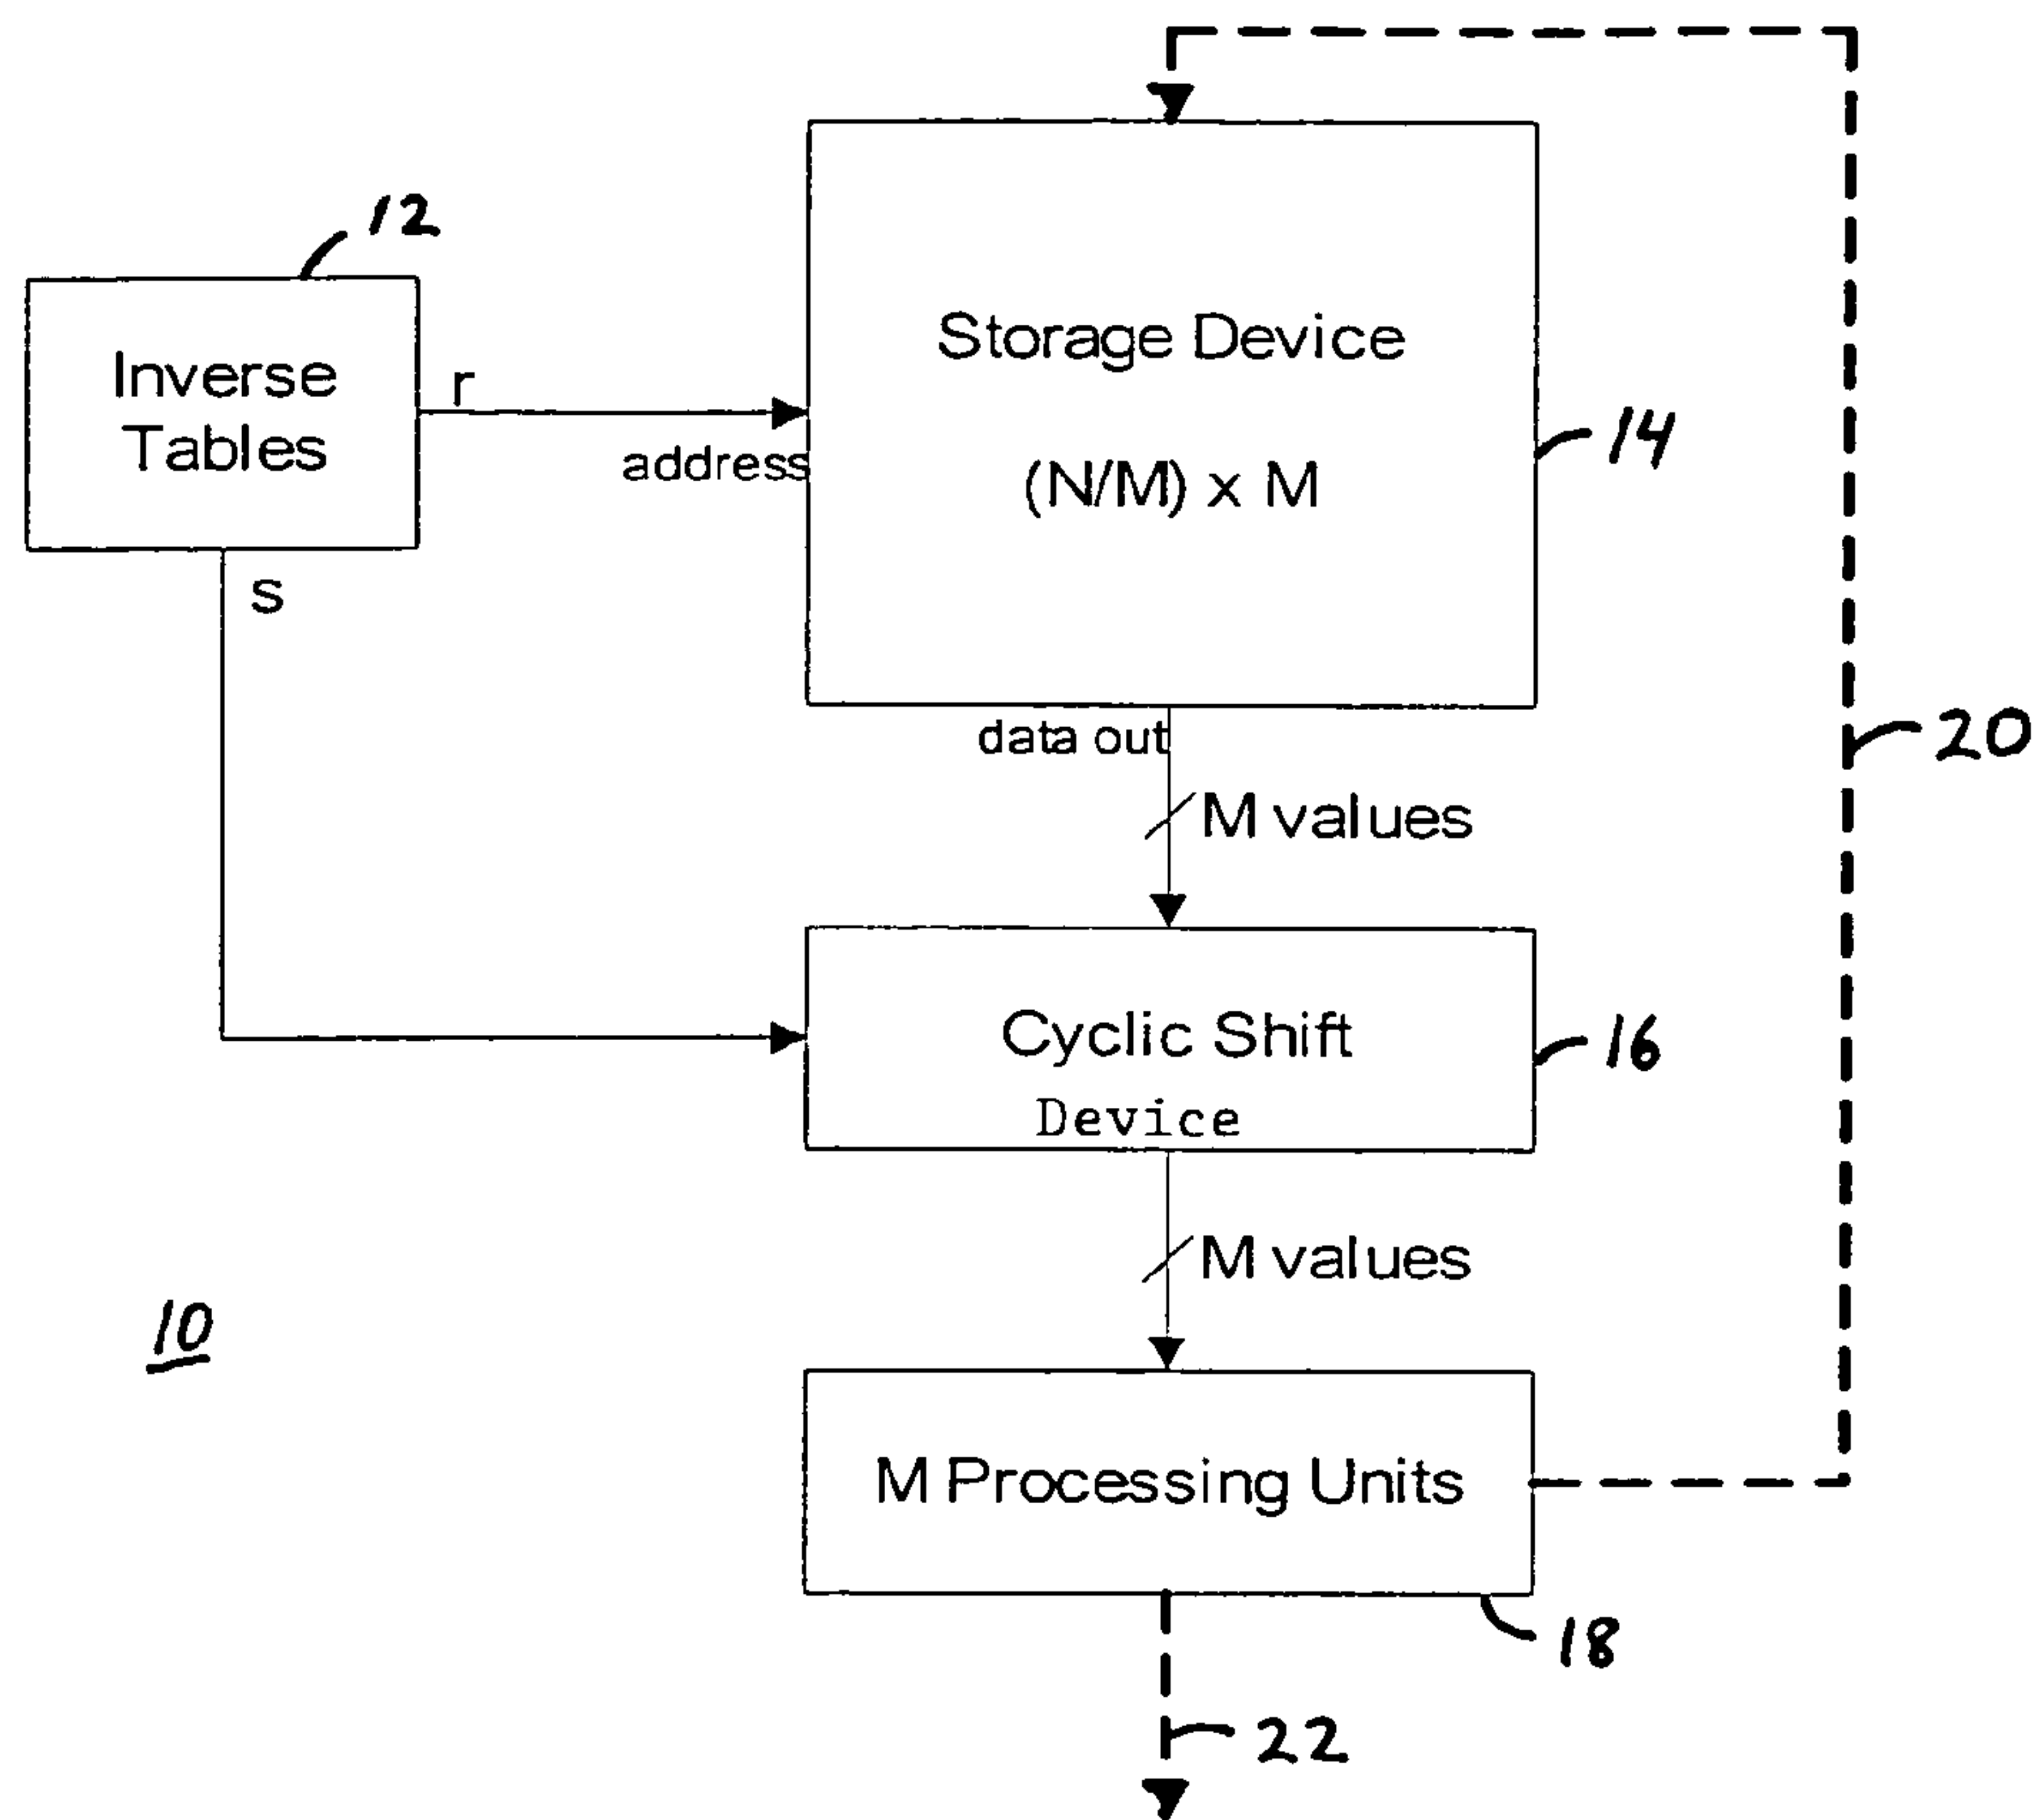 12
Inverse
Tables
r
address
s
Storage Device
(N/M) x M
14
data out
M values
20
Cyclic Shift
Device
16
M values
10
M Processing Units
18
22